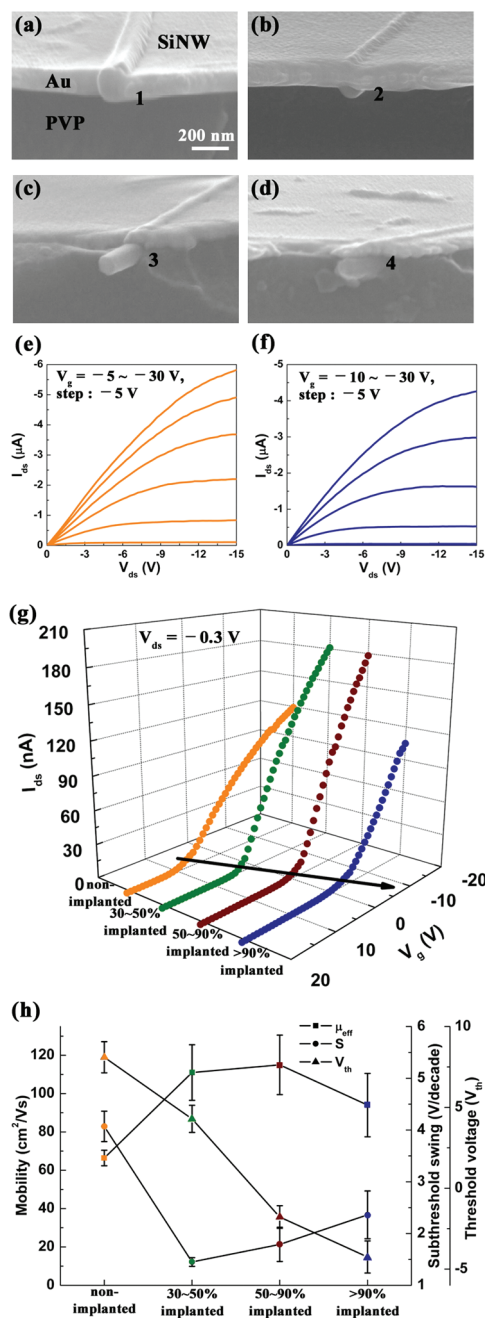 (a)
SiNW
Au
1
PVP
200 nm
(b)
2
(c)
3
(d)
4
(e)
V_g = −5 ~ −30 V,
step : −5 V
-6
-5
-4
-3
-2
-1
0
I_ds (μA)
0 -3 -6 -9 -12 -15
V_ds (V)
(f)
V_g = −10 ~ −30 V,
step : −5 V
-5
-4
-3
-2
-1
0
I_ds (μA)
0 -3 -6 -9 -12 -15
V_ds (V)
(g)
V_ds = −0.3 V
210
180
150
120
90
60
30
0
I_ds (nA)
non-
implanted
30~50%
implanted
50~90%
implanted
>90%
implanted
-20
-10
0
10
20
V_g (V)
(h)
μ_eff
S
V_th
120
100
80
60
40
20
0
Mobility (cm²/Vs)
6
5
4
3
2
1
Subthreshold swing (V/decade)
10
5
0
-5
Threshold voltage (V_th)
non-
implanted
30~50%
implanted
50~90%
implanted
>90%
implanted